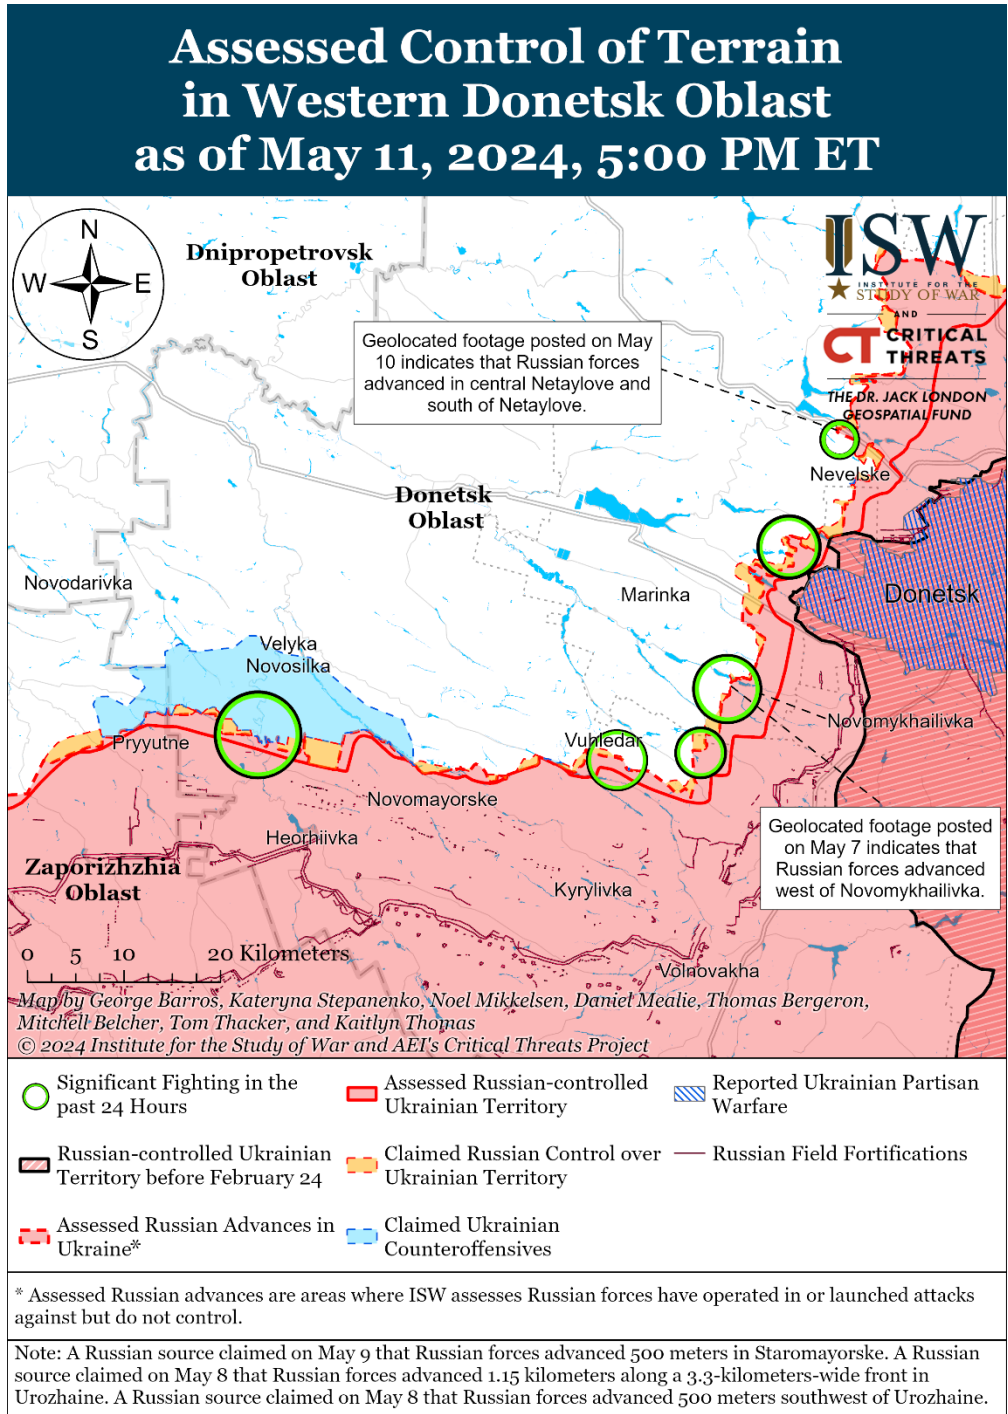 Assessed Control of Terrain
in Western Donetsk Oblast
as of May 11, 2024, 5:00 PM ET
N
W
E
S
Dnipropetrovsk
Oblast
ISW
INSTITUTE FOR THE
STUDY OF WAR
AND
CT CRITICAL
THREATS
THE DR. JACK LONDON
GEOSPATIAL FUND
Geolocated footage posted on May
10 indicates that Russian forces
advanced in central Netaylove and
south of Netaylove.
Nevelske
Donetsk
Oblast
Novodarivka
Marinka
Donetsk
Velyka
Novosilka
Novomykhailivka
Pryyutne
Vuhledar
Novomayorske
Heorhiivka
Geolocated footage posted
on May 7 indicates that
Russian forces advanced
west of Novomykhailivka.
Zaporizhzhia
Oblast
Kyrylivka
Volnovakha
0 5 10 20 Kilometers
Map by George Barros, Kateryna Stepanenko, Noel Mikkelsen, Daniel Mealie, Thomas Bergeron,
Mitchell Belcher, Tom Thacker, and Kaitlyn Thomas
© 2024 Institute for the Study of War and AEI's Critical Threats Project
Significant Fighting in the
past 24 Hours
Assessed Russian-controlled
Ukrainian Territory
Reported Ukrainian Partisan
Warfare
Russian-controlled Ukrainian
Territory before February 24
Claimed Russian Control over
Ukrainian Territory
Russian Field Fortifications
Assessed Russian Advances in
Ukraine*
Claimed Ukrainian
Counteroffensives
* Assessed Russian advances are areas where ISW assesses Russian forces have operated in or launched attacks
against but do not control.
Note: A Russian source claimed on May 9 that Russian forces advanced 500 meters in Staromayorske. A Russian
source claimed on May 8 that Russian forces advanced 1.15 kilometers along a 3.3-kilometers-wide front in
Urozhaine. A Russian source claimed on May 8 that Russian forces advanced 500 meters southwest of Urozhaine.